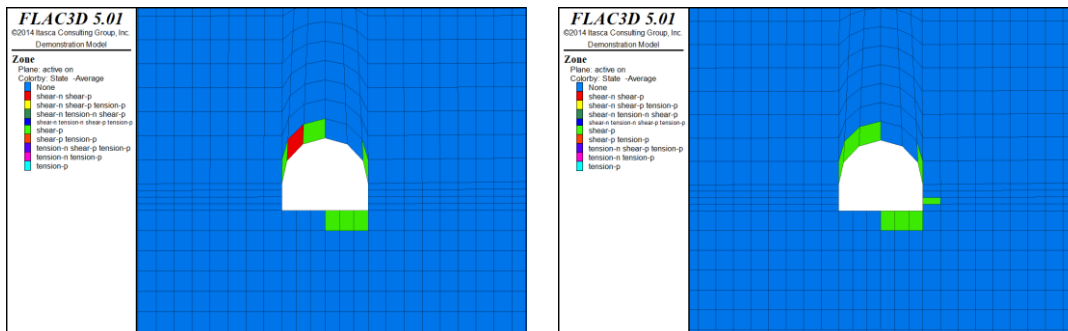 FLAC3D 5.01
©2014 Itasca Consulting Group, Inc.
Demonstration Model
Zone
Plane: active on
Colorby: State -Average
None
shear-n shear-p
shear-n shear-p tension-p
shear-n tension-n shear-p
shear-n tension-n shear-p tension-p
shear-p
shear-p tension-p
tension-n shear-p tension-p
tension-n tension-p
tension-p
FLAC3D 5.01
©2014 Itasca Consulting Group, Inc.
Demonstration Model
Zone
Plane: active on
Colorby: State -Average
None
shear-n shear-p
shear-n shear-p tension-p
shear-n tension-n shear-p
shear-n tension-n shear-p tension-p
shear-p
shear-p tension-p
tension-n shear-p tension-p
tension-n tension-p
tension-p